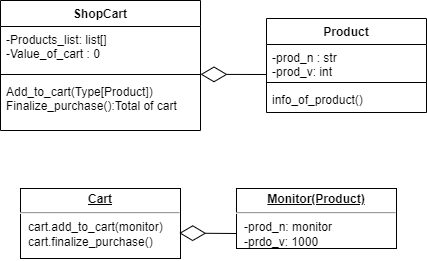 ShopCart
-Products_list: list[]
-Value_of_cart : 0
Add_to_cart(Type[Product])
Finalize_purchase():Total of cart
Product
-prod_n : str
-prod_v: int
info_of_product()
Cart
cart.add_to_cart(monitor)
cart.finalize_purchase()
Monitor(Product)
-prod_n: monitor
-prdo_v: 1000